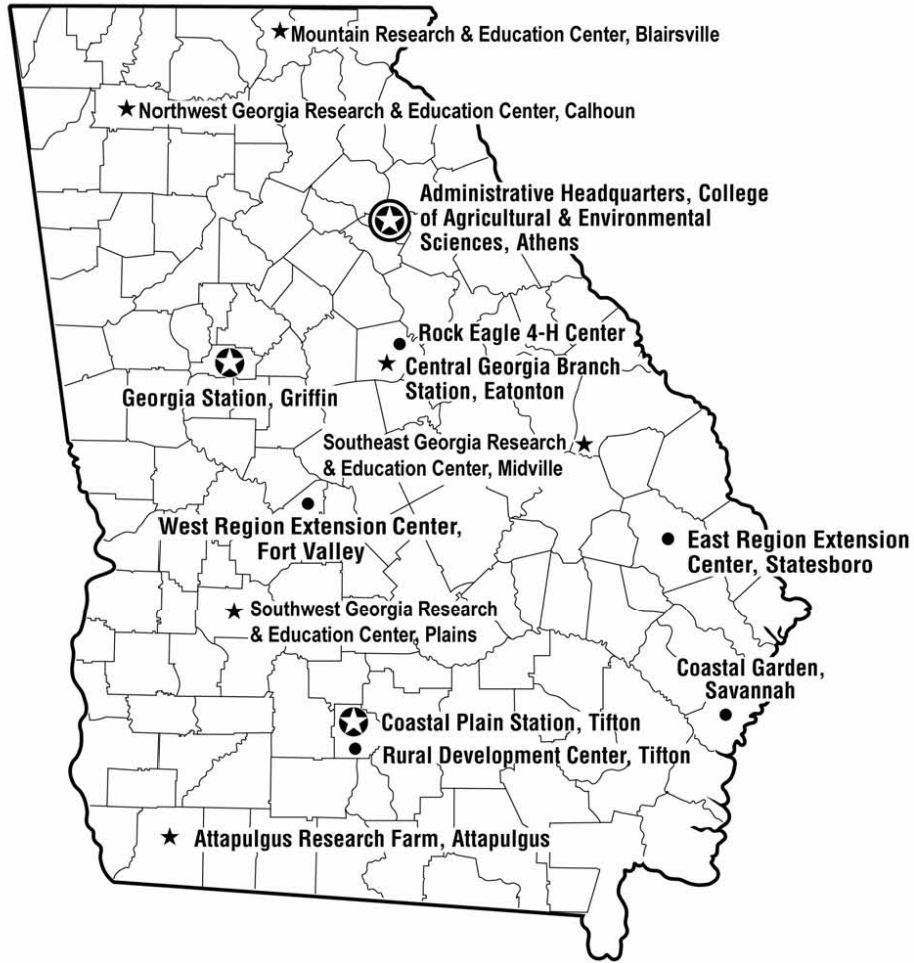 Mountain Research & Education Center, Blairsville
Northwest Georgia Research & Education Center, Calhoun
Administrative Headquarters, College
of Agricultural & Environmental
Sciences, Athens
Rock Eagle 4-H Center
Central Georgia Branch
Station, Eatonton
Georgia Station, Griffin
Southeast Georgia Research
& Education Center, Midville
West Region Extension Center,
Fort Valley
East Region Extension
Center, Statesboro
Southwest Georgia Research
& Education Center, Plains
Coastal Garden,
Savannah
Coastal Plain Station, Tifton
Rural Development Center, Tifton
Attapulgus Research Farm, Attapulgus